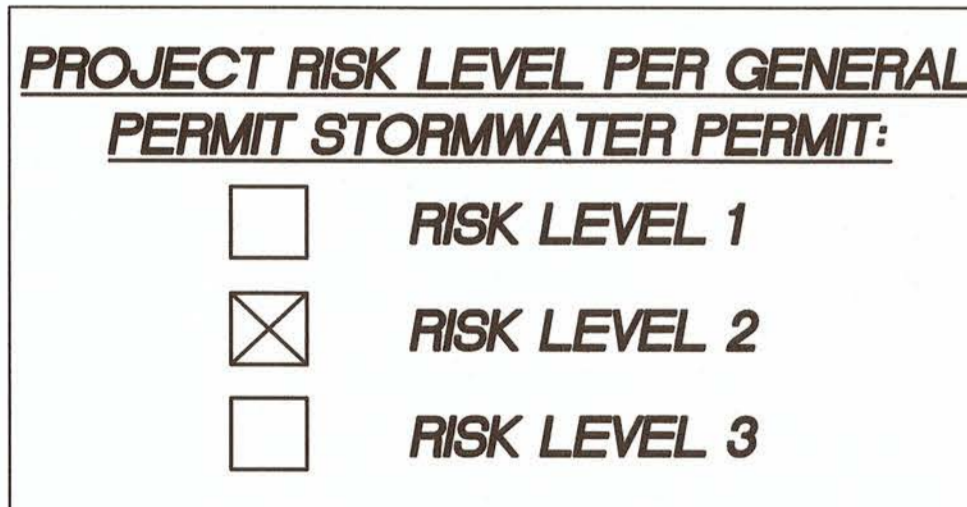 PROJECT RISK LEVEL PER GENERAL
PERMIT STORMWATER PERMIT:
RISK LEVEL 1
RISK LEVEL 2
RISK LEVEL 3